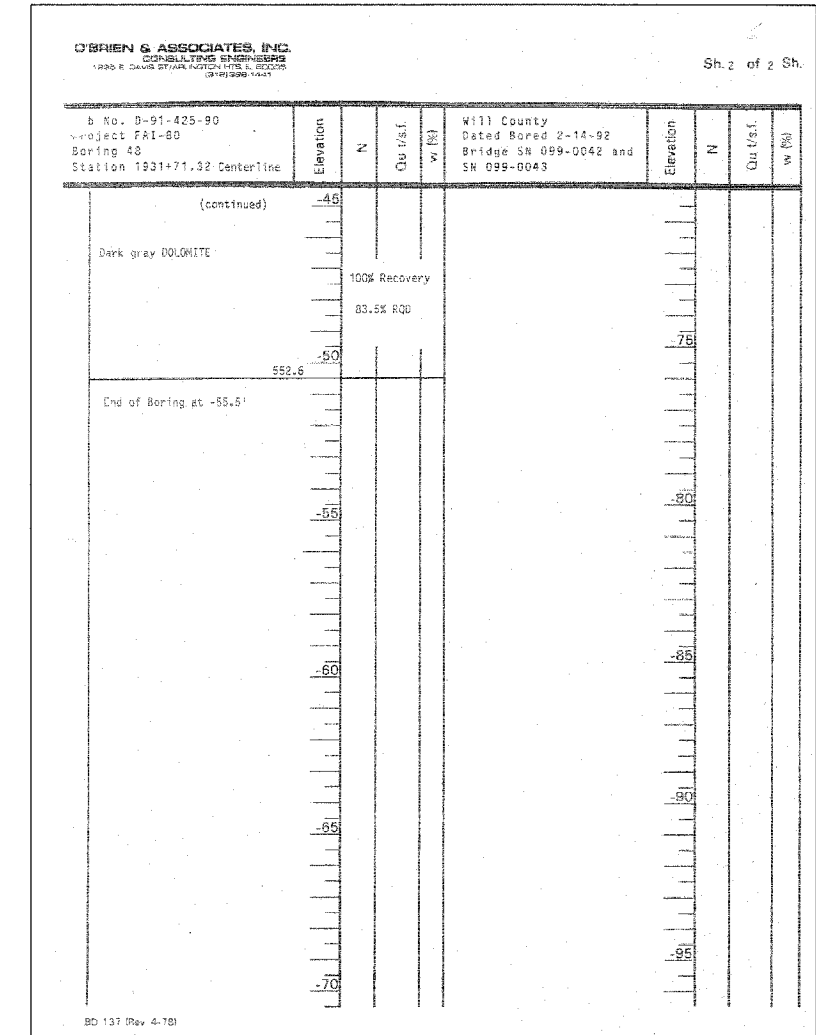 O'BRIEN & ASSOCIATES, INC.
CONSULTING ENGINEERS
Sh. 2 of 2 Sh.
b No. D-91-425-90
roject FAI-80
Boring 48
Station 1931+71.32 Centerline
Elevation
N
Qu t/s.f.
w (%)
Will County
Dated Bored 2-14-92
Bridge SN 099-0042 and
SN 099-0043
Elevation
N
Qu t/s.f.
w (%)
(continued)
-45
Dark gray DOLOMITE
100% Recovery
83.5% RQD
-75
-50
552.6
End of Boring at -55.5'
-80
-55
-85
-60
-90
-65
-95
-70
BD 137 (Rev 4-78)